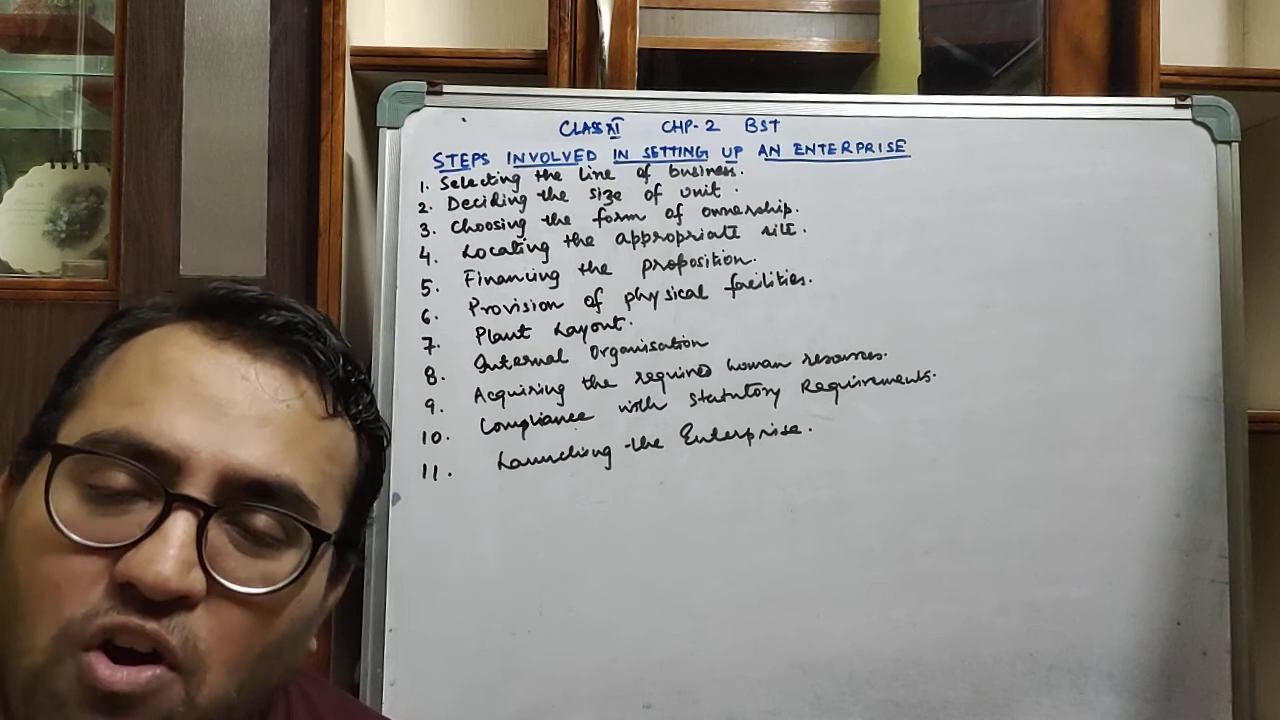 CLASS XI CHP-2 BST
STEPS INVOLVED IN SETTING UP AN ENTERPRISE
1. Selecting the line of business.
2. Deciding the size of unit.
3. Choosing the form of ownership.
4. Locating the appropriate site.
5. Financing the proposition.
6. Provision of physical facilities.
7. Plant Layout.
8. Internal Organisation
9. Acquiring the required human resources.
10. Compliance with statutory Requirements.
11. Launching the Enterprise.